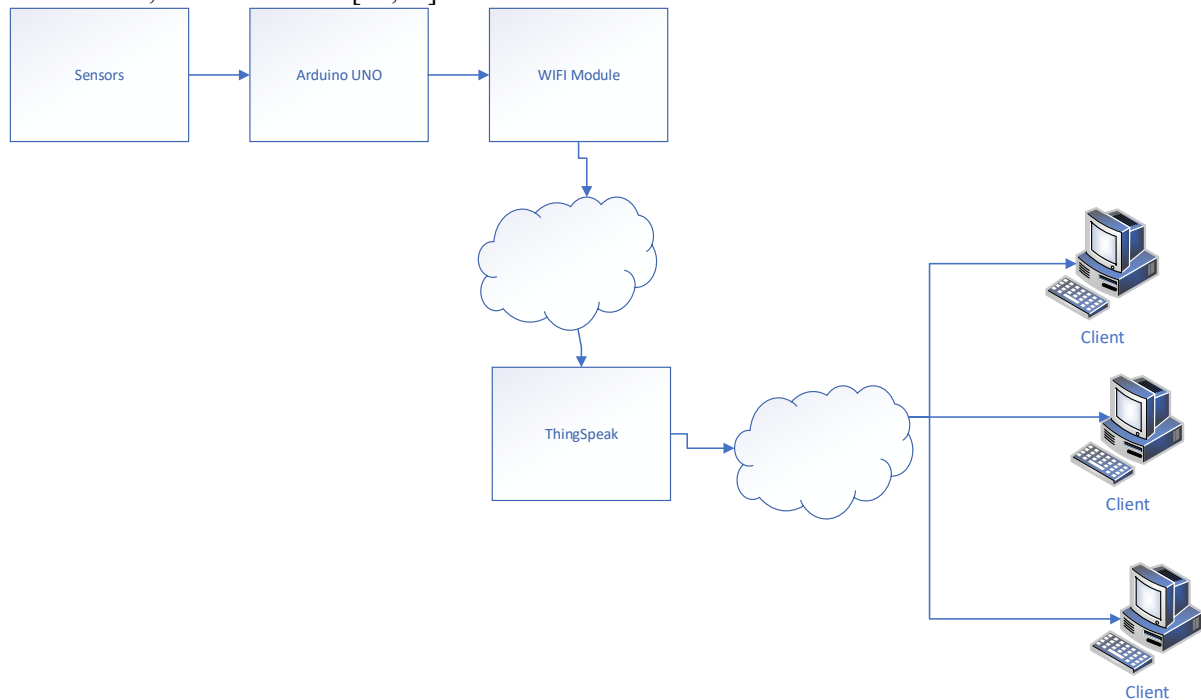 Sensors
Arduino UNO
WIFI Module
Client
ThingSpeak
Client
Client